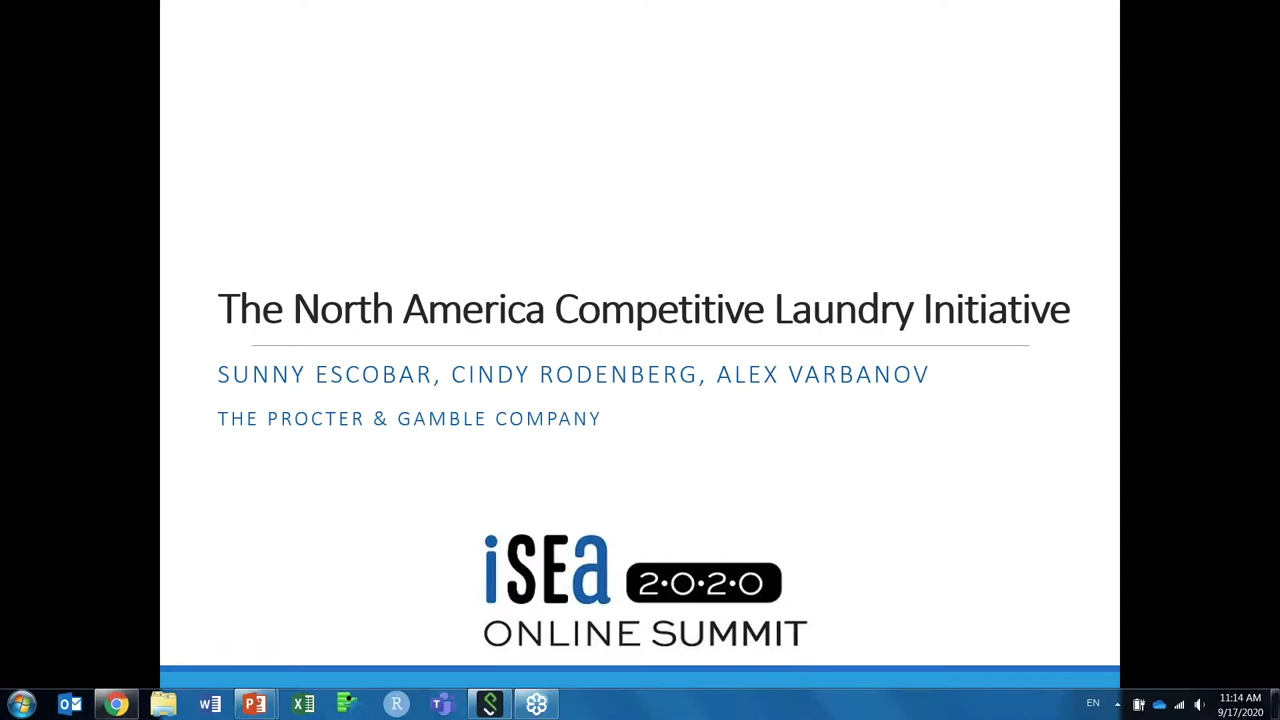 The North America Competitive Laundry Initiative
SUNNY ESCOBAR, CINDY RODENBERG, ALEX VARBANOV
THE PROCTER & GAMBLE COMPANY
iSEa 2•0•2•0
ONLINE SUMMIT
EN
11:14 AM
9/17/2020